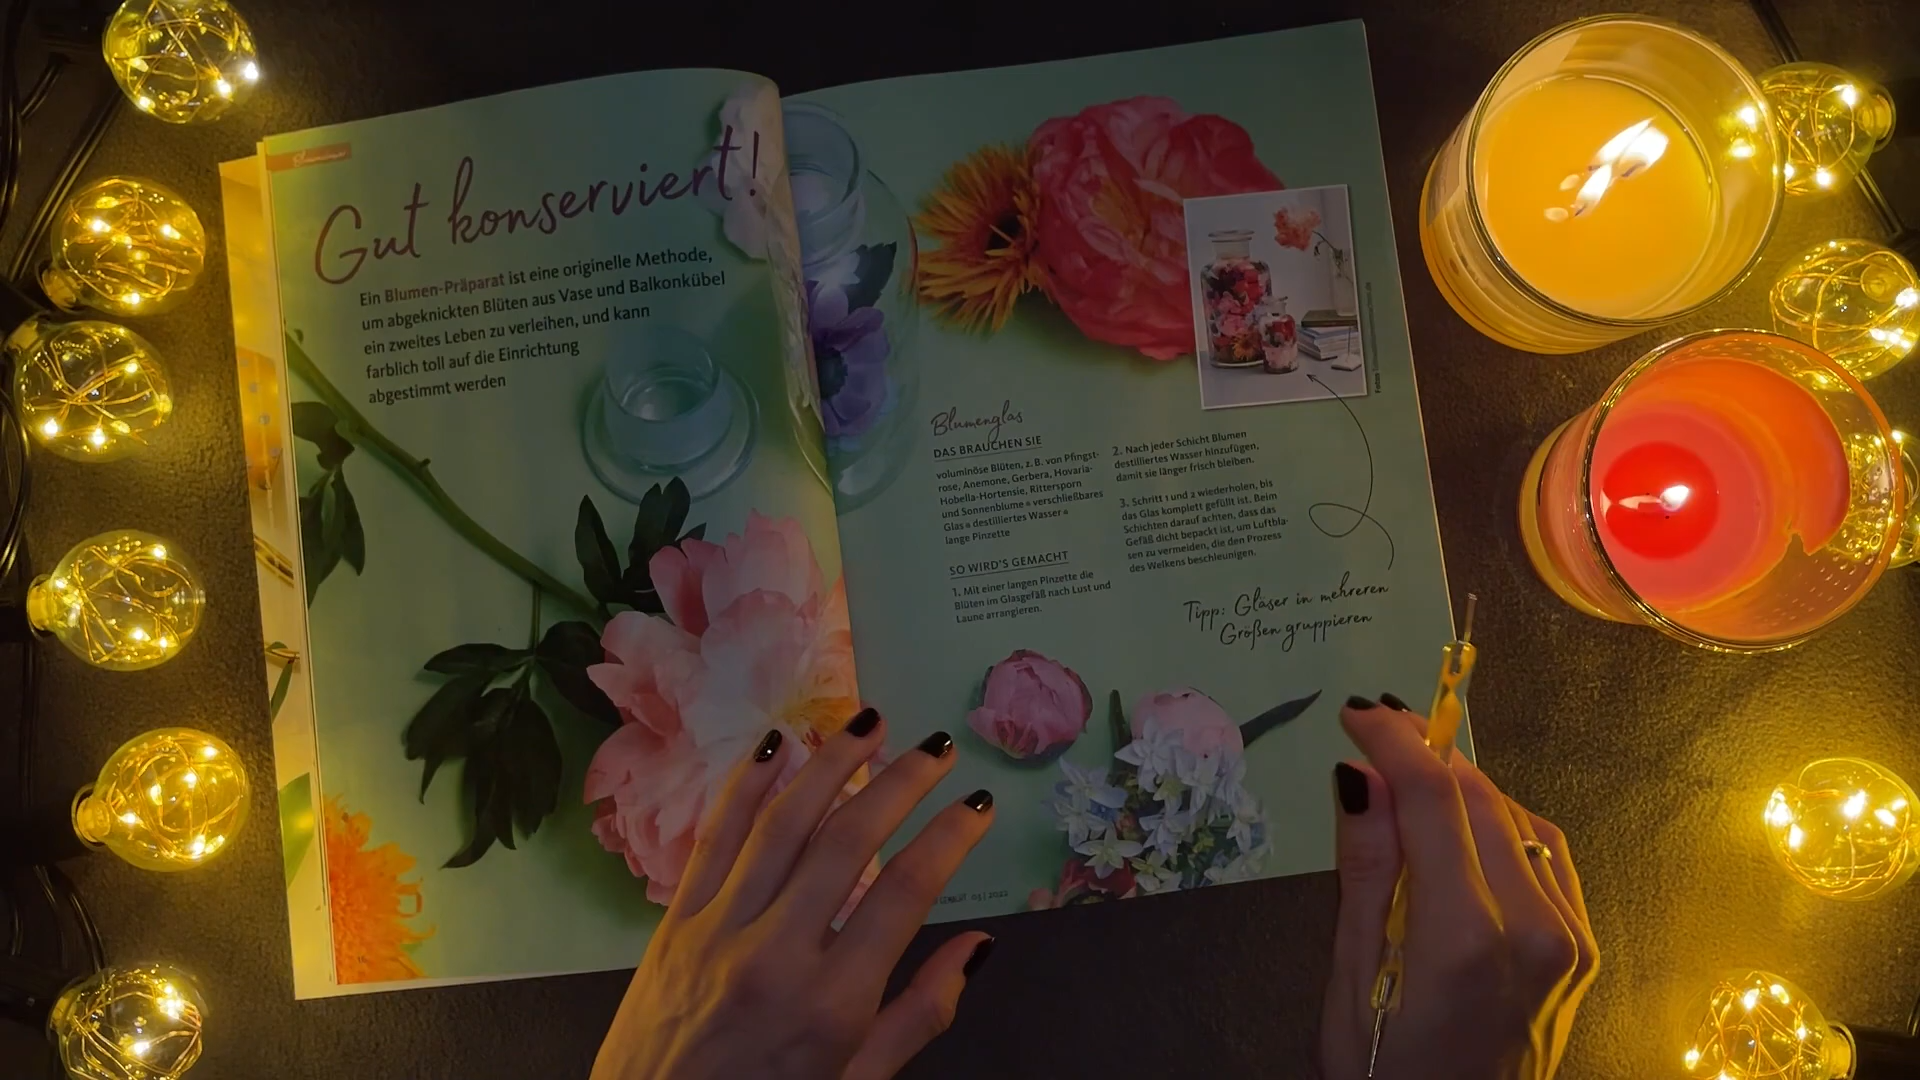 Sommer
Gut konserviert!
Ein Blumen-Präparat ist eine originelle Methode,
um abgeknickten Blüten aus Vase und Balkonkübel
ein zweites Leben zu verleihen, und kann
farblich toll auf die Einrichtung
abgestimmt werden
Blumenglas
DAS BRAUCHEN SIE
voluminöse Blüten, z. B. von Pfingst-
rose, Anemone, Gerbera, Hovaria-
Hobella-Hortensie, Rittersporn
und Sonnenblume • verschließbares
Glas • destilliertes Wasser •
lange Pinzette
SO WIRD'S GEMACHT
1. Mit einer langen Pinzette die
Blüten im Glasgefäß nach Lust und
Laune arrangieren.
2. Nach jeder Schicht Blumen
destilliertes Wasser hinzufügen,
damit sie länger frisch bleiben.
3. Schritt 1 und 2 wiederholen, bis
das Glas komplett gefüllt ist. Beim
Schichten darauf achten, dass das
Gefäß dicht bepackt ist, um Luftbla-
sen zu vermeiden, die den Prozess
des Welkens beschleunigen.
Tipp: Gläser in mehreren
Größen gruppieren
Fotos
03 | 2022
16